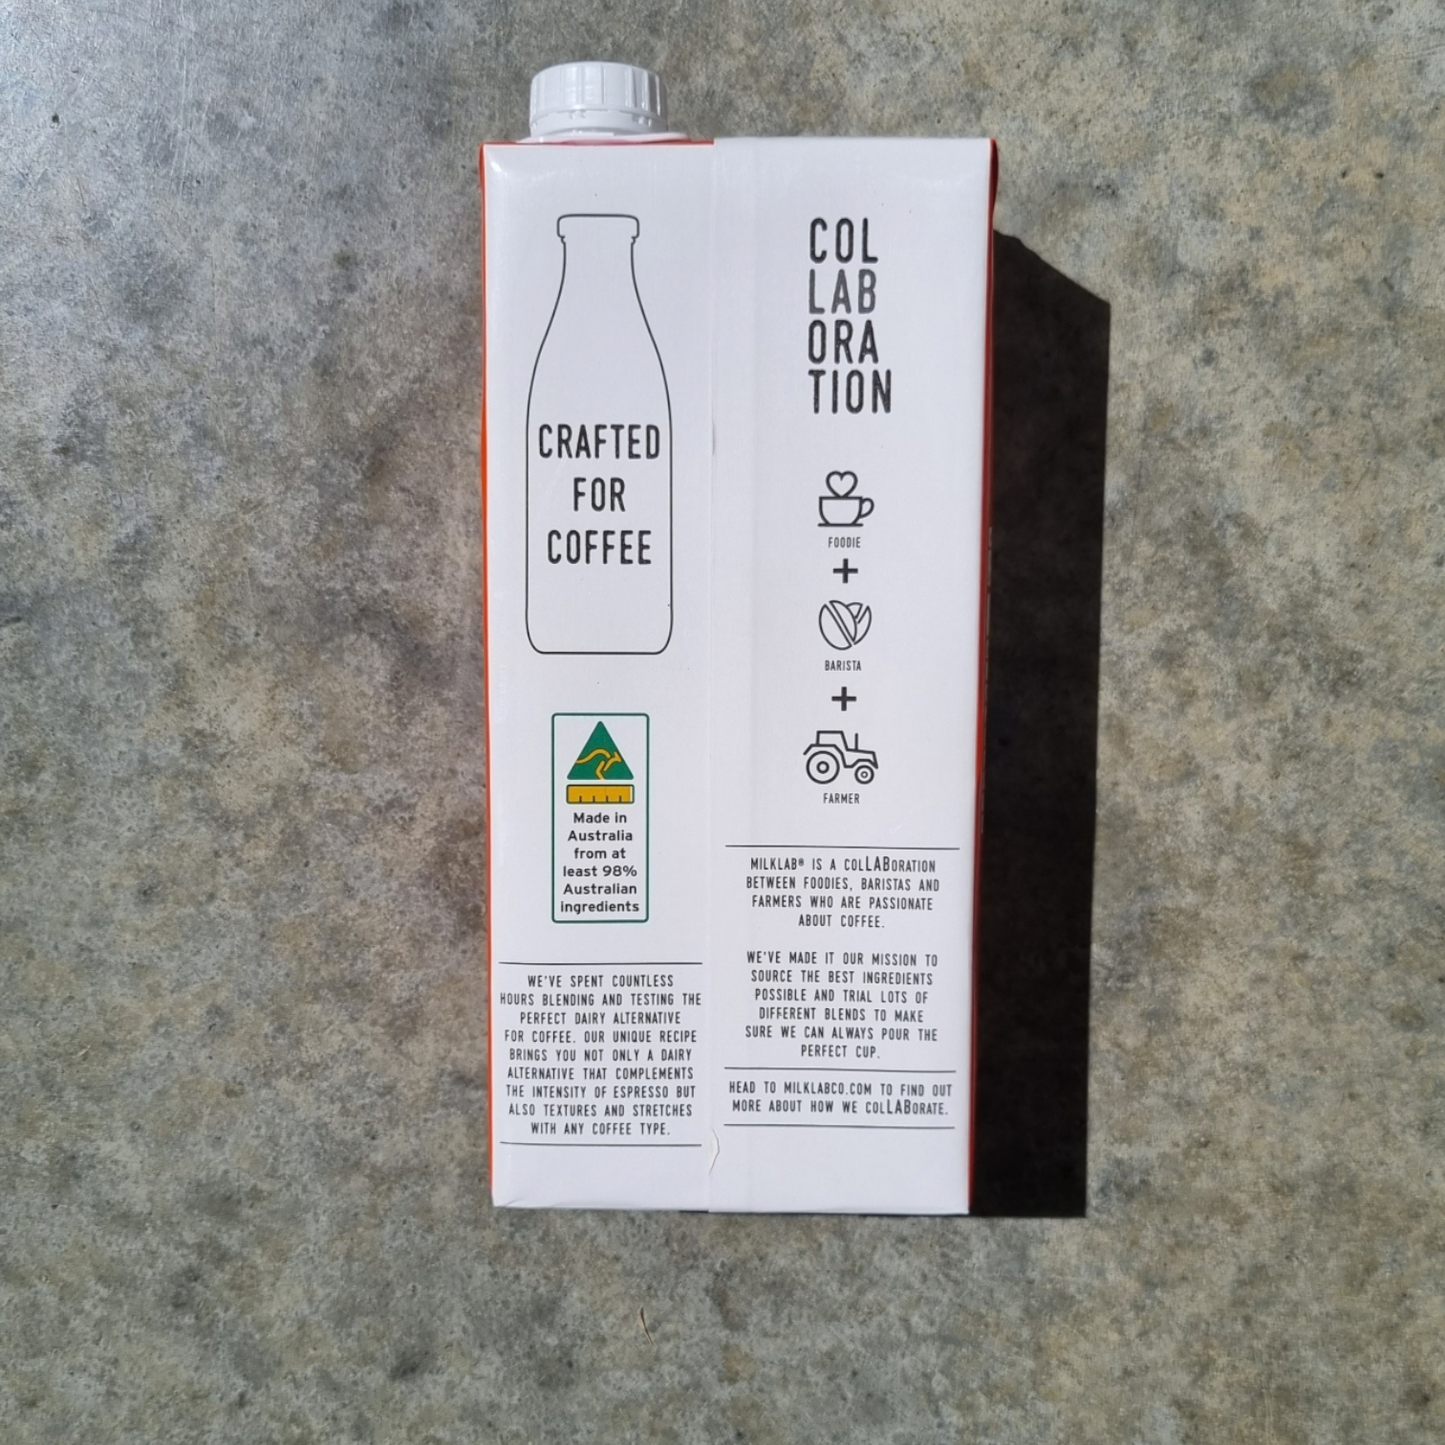 CRAFTED
FOR
COFFEE
Made in
Australia
from at
least 98%
Australian
ingredients
WE'VE SPENT COUNTLESS
HOURS BLENDING AND TESTING THE
PERFECT DAIRY ALTERNATIVE
FOR COFFEE. OUR UNIQUE RECIPE
BRINGS YOU NOT ONLY A DAIRY
ALTERNATIVE THAT COMPLEMENTS
THE INTENSITY OF ESPRESSO BUT
ALSO TEXTURES AND STRETCHES
WITH ANY COFFEE TYPE.
COL
LAB
ORA
TION
FOODIE
+
BARISTA
+
FARMER
MILKLAB® IS A COLLABORATION
BETWEEN FOODIES, BARISTAS AND
FARMERS WHO ARE PASSIONATE
ABOUT COFFEE.
WE'VE MADE IT OUR MISSION TO
SOURCE THE BEST INGREDIENTS
POSSIBLE AND TRIAL LOTS OF
DIFFERENT BLENDS TO MAKE
SURE WE CAN ALWAYS POUR THE
PERFECT CUP.
HEAD TO MILKLABCO.COM TO FIND OUT
MORE ABOUT HOW WE COLLABORATE.